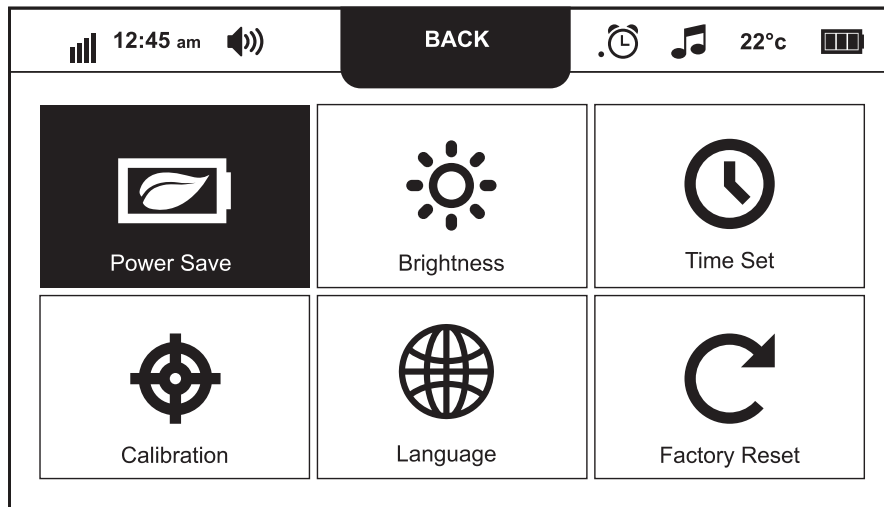 12:45 am BACK 22°c
Power Save Brightness Time Set
Calibration Language Factory Reset